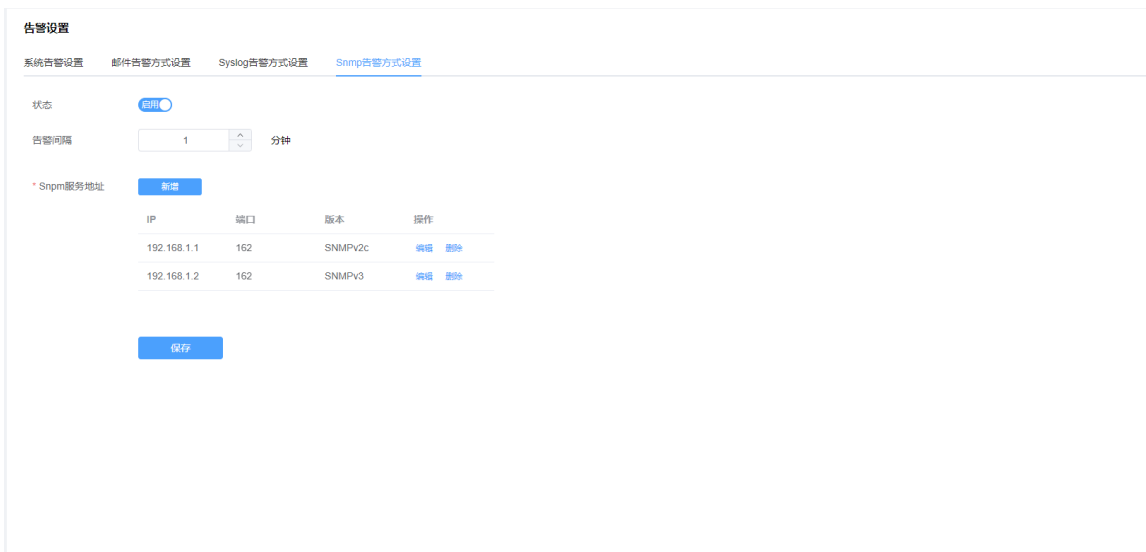 告警设置
系统告警设置 邮件告警方式设置 Syslog告警方式设置 Snmp告警方式设置
状态 启用
告警间隔 1 分钟
* Snpm服务地址 新增
IP 端口 版本 操作
192.168.1.1 162 SNMPv2c 编辑 删除
192.168.1.2 162 SNMPv3 编辑 删除
保存